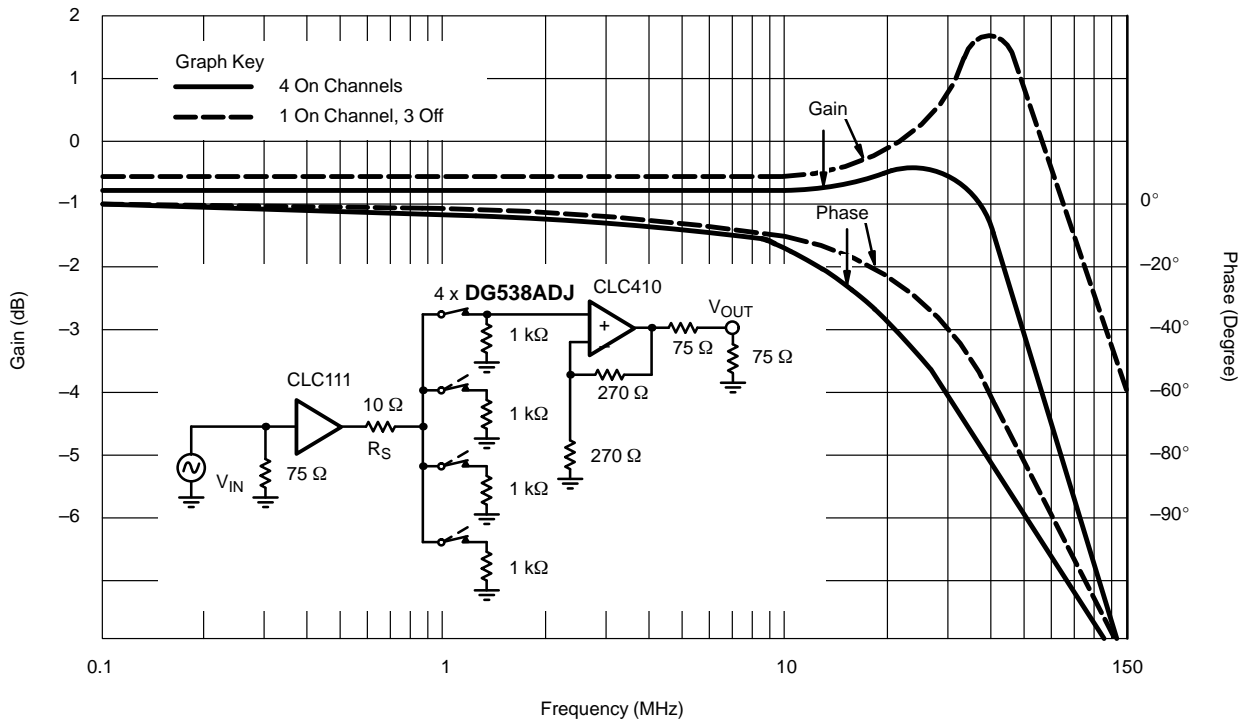 2
1
0
–1
–2
–3
–4
–5
–6
Gain (dB)
Graph Key
4 On Channels
1 On Channel, 3 Off
Gain
Phase
0°
–20°
–40°
–60°
–80°
–90°
Phase (Degree)
4 x DG538ADJ
CLC410
VOUT
+
–
1 kΩ
75 Ω
75 Ω
270 Ω
270 Ω
CLC111
10 Ω
RS
1 kΩ
VIN
75 Ω
1 kΩ
1 kΩ
0.1
1
10
150
Frequency (MHz)